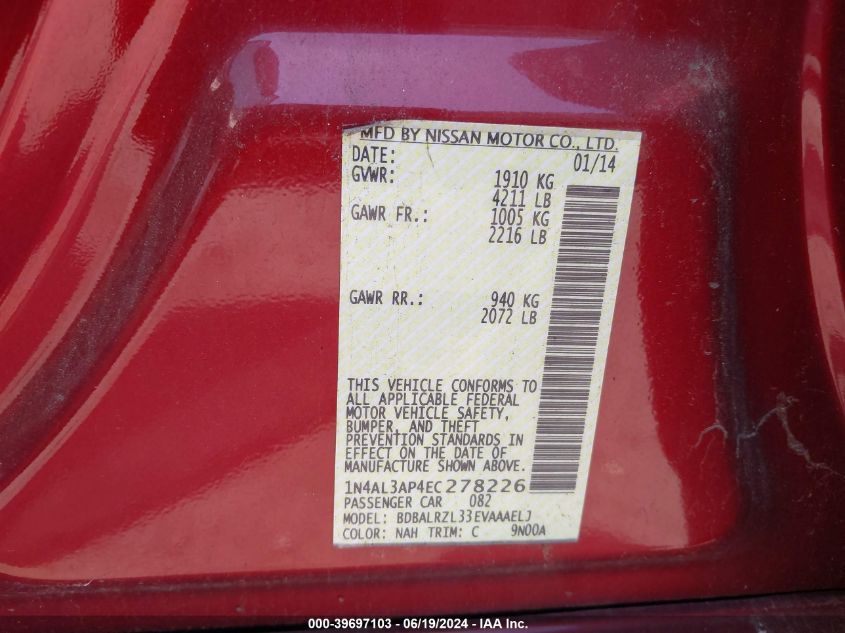 MFD BY NISSAN MOTOR CO., LTD.
DATE: 01/14
GVWR: 1910 KG
4211 LB
GAWR FR.: 1005 KG
2216 LB
GAWR RR.: 940 KG
2072 LB
THIS VEHICLE CONFORMS TO
ALL APPLICABLE FEDERAL
MOTOR VEHICLE SAFETY,
BUMPER, AND THEFT
PREVENTION STANDARDS IN
EFFECT ON THE DATE OF
MANUFACTURE SHOWN ABOVE.
1N4AL3AP4EC278226
PASSENGER CAR 082
MODEL: BDBALRZL33EVAAAELJ
COLOR: NAH TRIM: C 9N00A
000-39697103 - 06/19/2024 - IAA Inc.